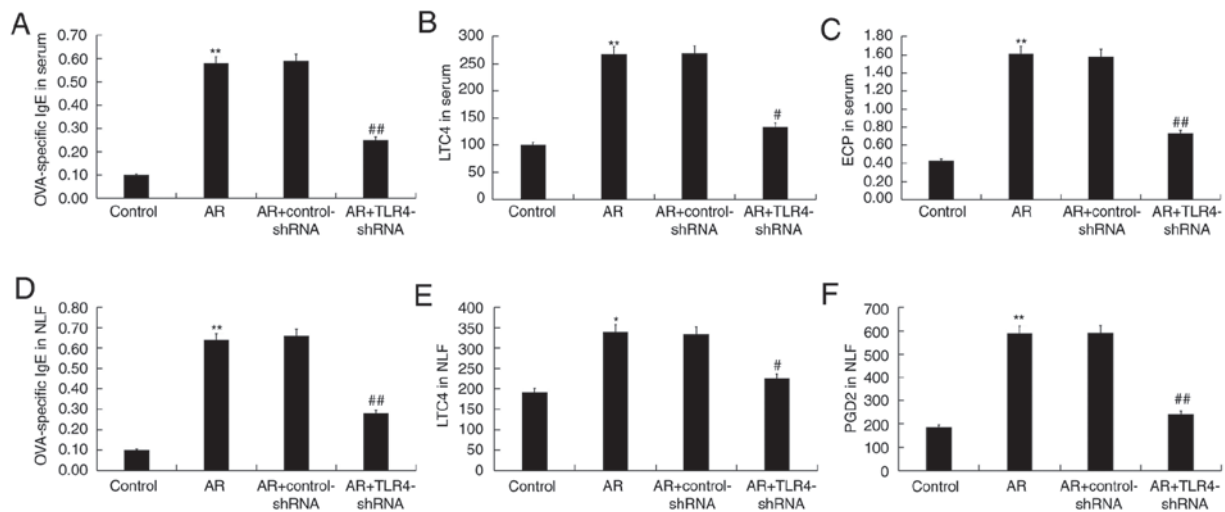 A
OVA-specific IgE in serum
0.70
0.60
0.50
0.40
0.30
0.20
0.10
0.00
**
##
Control
AR
AR+control-
shRNA
AR+TLR4-
shRNA
B
LTC4 in serum
300
250
200
150
100
50
0
**
#
Control
AR
AR+control-
shRNA
AR+TLR4-
shRNA
C
ECP in serum
1.80
1.60
1.40
1.20
1.00
0.80
0.60
0.40
0.20
0.00
**
##
Control
AR
AR+control-
shRNA
AR+TLR4-
shRNA
D
OVA-specific IgE in NLF
0.80
0.70
0.60
0.50
0.40
0.30
0.20
0.10
0.00
**
##
Control
AR
AR+control-
shRNA
AR+TLR4-
shRNA
E
LTC4 in NLF
400
350
300
250
200
150
100
50
0
*
#
Control
AR
AR+control-
shRNA
AR+TLR4-
shRNA
F
PGD2 in NLF
700
600
500
400
300
200
100
0
**
##
Control
AR
AR+control-
shRNA
AR+TLR4-
shRNA